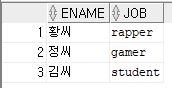 ENAME JOB
1 황씨 rapper
2 정씨 gamer
3 김씨 student